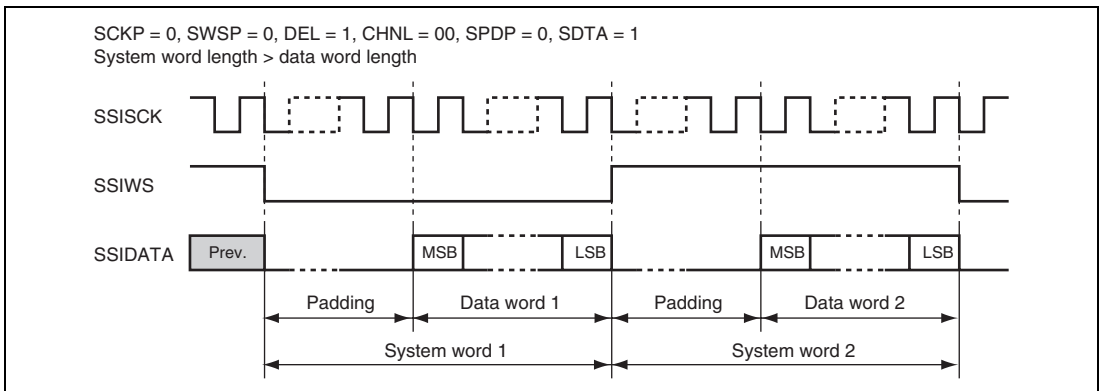 SCKP = 0, SWSP = 0, DEL = 1, CHNL = 00, SPDP = 0, SDTA = 1
System word length > data word length
SSISCK
SSIWS
SSIDATA Prev. MSB LSB MSB LSB
Padding Data word 1 Padding Data word 2
System word 1 System word 2